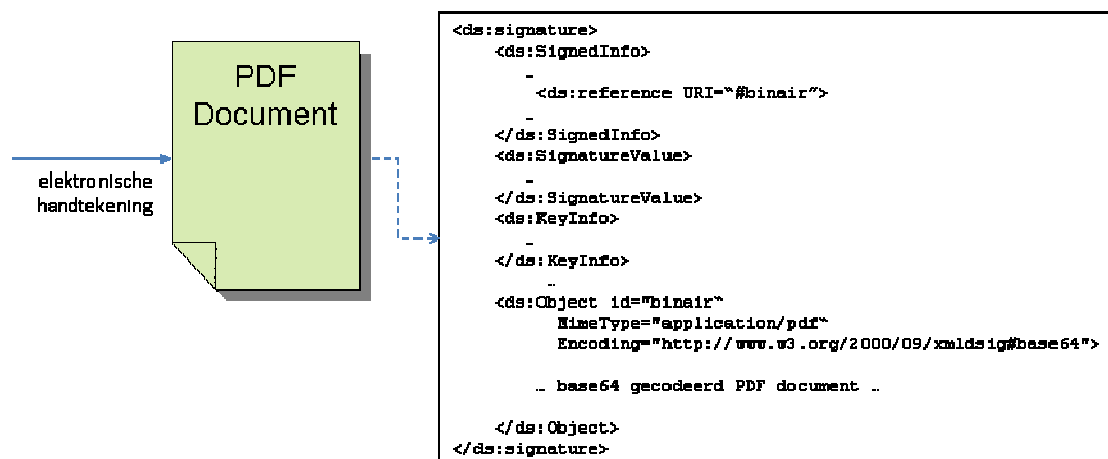 PDF
Document
elektronische
handtekening
<ds:signature>
<ds:SignedInfo>
…
<ds:reference URI="#binair">
…
</ds:SignedInfo>
<ds:SignatureValue>
…
</ds:SignatureValue>
<ds:KeyInfo>
…
</ds:KeyInfo>
…
<ds:Object id="binair"
MimeType="application/pdf"
Encoding="http://www.w3.org/2000/09/xmldsig#base64">
… base64 gecodeerd PDF document …
</ds:Object>
</ds:signature>